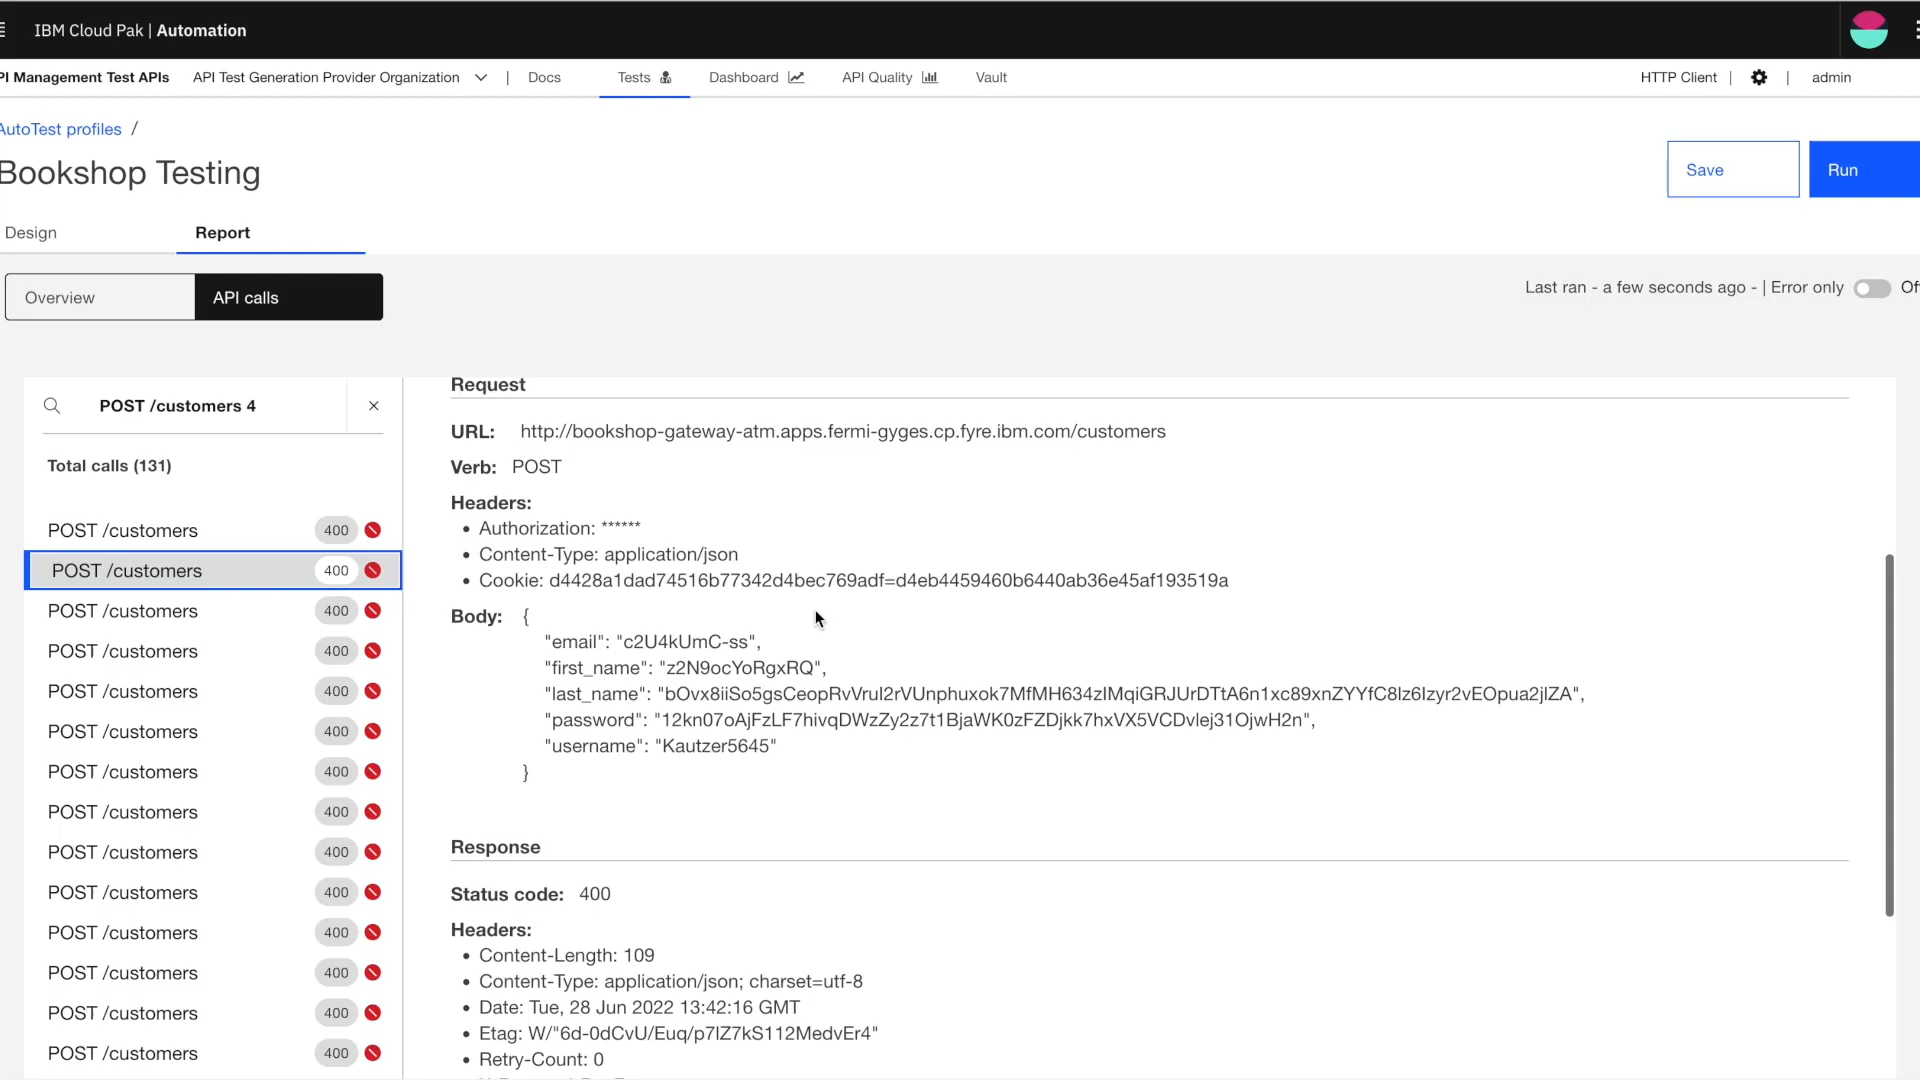 IBM Cloud Pak | Automation
PI Management Test APIs API Test Generation Provider Organization | Docs Tests Dashboard API Quality Vault HTTP Client | | admin
AutoTest profiles /
Bookshop Testing
Save
Run
Design
Report
Overview
API calls
Last ran - a few seconds ago - | Error only
POST /customers 4
Total calls (131)
POST /customers 400
POST /customers 400
POST /customers 400
POST /customers 400
POST /customers 400
POST /customers 400
POST /customers 400
POST /customers 400
POST /customers 400
POST /customers 400
POST /customers 400
POST /customers 400
POST /customers 400
POST /customers 400
Request
URL: http://bookshop-gateway-atm.apps.fermi-gyges.cp.fyre.ibm.com/customers
Verb: POST
Headers:
• Authorization: ******
• Content-Type: application/json
• Cookie: d4428a1dad74516b77342d4bec769adf=d4eb4459460b6440ab36e45af193519a
Body: {
"email": "c2U4kUmC-ss",
"first_name": "z2N9ocYoRgxRQ",
"last_name": "bOvx8iiSo5gsCeopRvVruI2rVUnphuxok7MfMH634zIMqiGRJUrDTtA6n1xc89xnZYYfC8lz6Izyr2vEOpua2jlZA",
"password": "12kn07oAjFzLF7hivqDWzZy2z7t1BjaWK0zFZDjkk7hxVX5VCDvlej31OjwH2n",
"username": "Kautzer5645"
}
Response
Status code: 400
Headers:
• Content-Length: 109
• Content-Type: application/json; charset=utf-8
• Date: Tue, 28 Jun 2022 13:42:16 GMT
• Etag: W/"6d-0dCvU/Euq/p7lZ7kS112MedvEr4"
• Retry-Count: 0